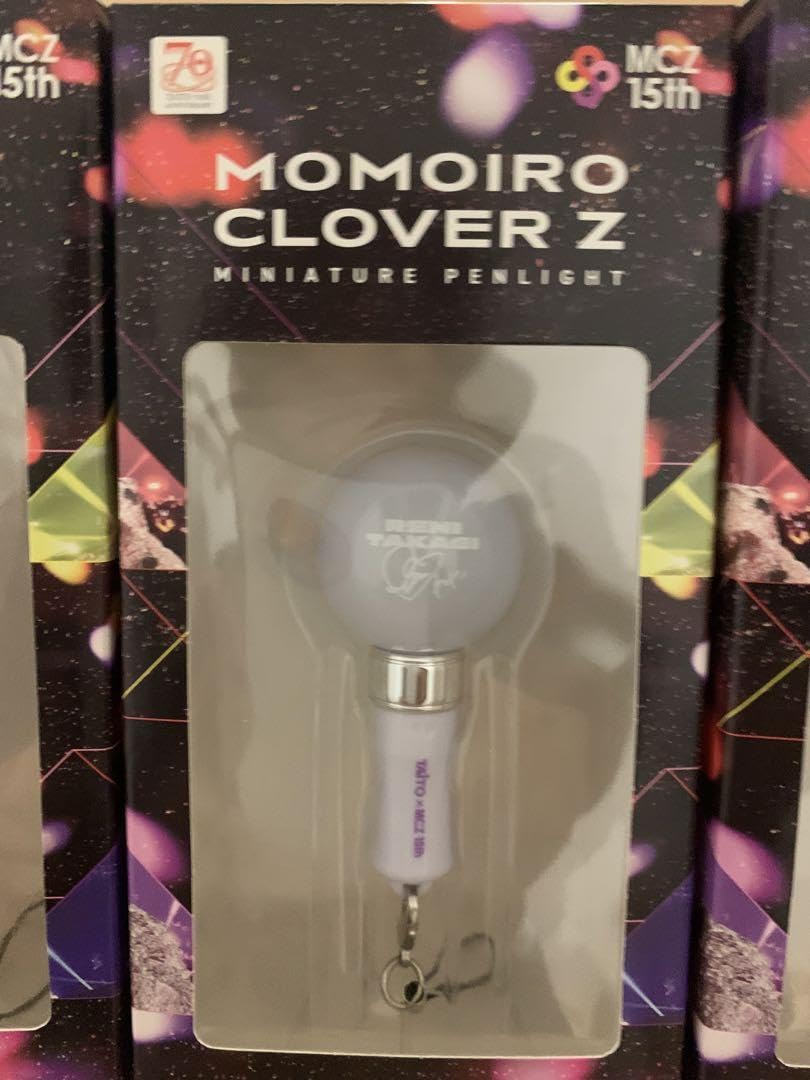 MCZ
15th
70
MCZ
15th
MOMOIRO
CLOVER Z
MINIATURE PENLIGHT
RENI
TAKAGI
TAITO × MCZ 15th